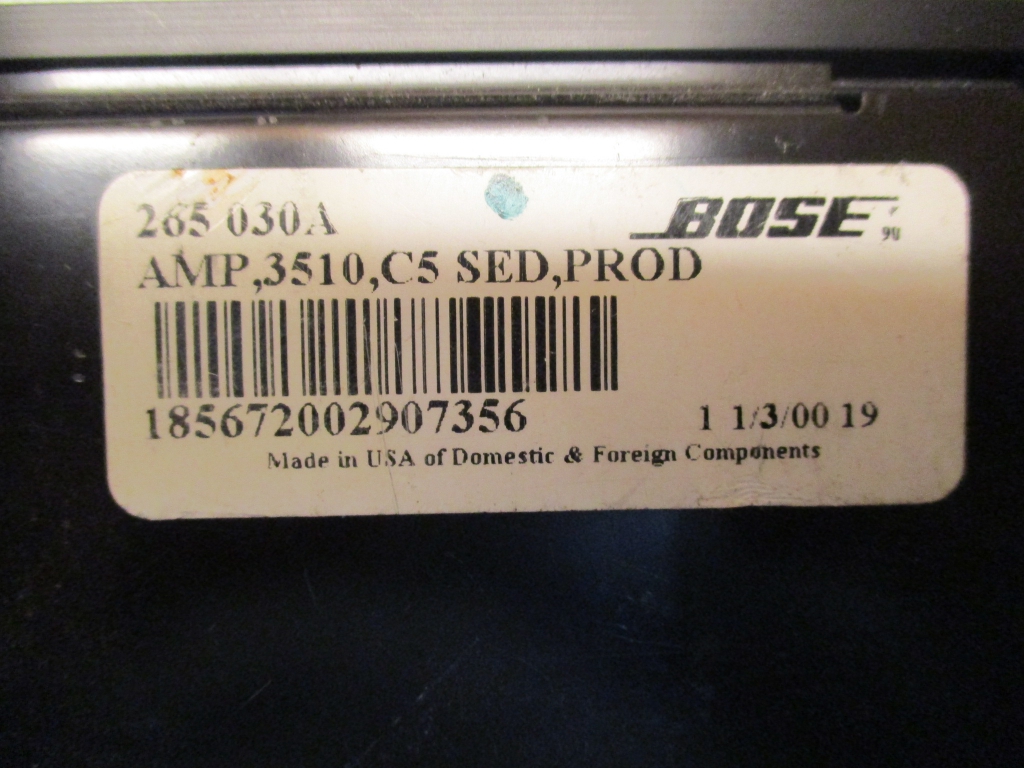 265 030A BOSE
AMP,3510,C5 SED,PROD
185672002907356 1 1/3/00 19
Made in USA of Domestic & Foreign Components